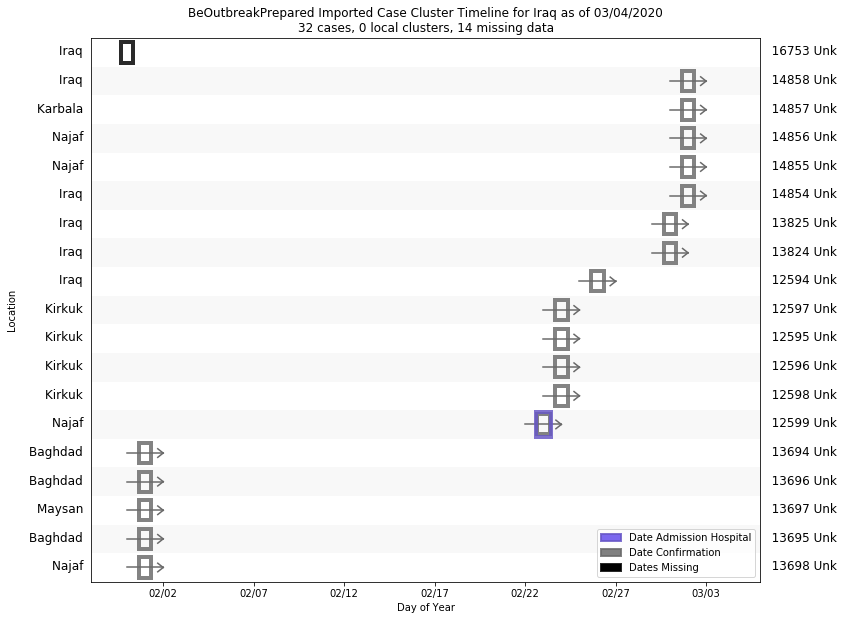 BeOutbreakPrepared Imported Case Cluster Timeline for Iraq as of 03/04/2020
32 cases, 0 local clusters, 14 missing data
Iraq 16753 Unk
Iraq 14858 Unk
Karbala 14857 Unk
Najaf 14856 Unk
Najaf 14855 Unk
Iraq 14854 Unk
Iraq 13825 Unk
Iraq 13824 Unk
Iraq 12594 Unk
Kirkuk 12597 Unk
Kirkuk 12595 Unk
Kirkuk 12596 Unk
Kirkuk 12598 Unk
Najaf 12599 Unk
Baghdad 13694 Unk
Baghdad 13696 Unk
Maysan 13697 Unk
Baghdad 13695 Unk
Najaf 13698 Unk
Location
Date Admission Hospital
Date Confirmation
Dates Missing
02/02 02/07 02/12 02/17 02/22 02/27 03/03
Day of Year